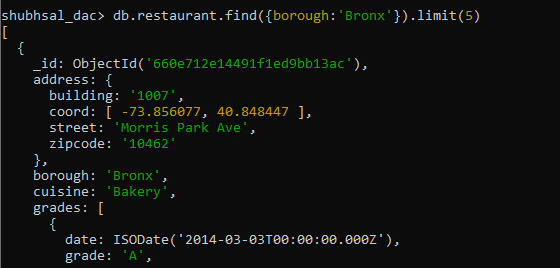 shubhsal_dac> db.restaurant.find({borough:'Bronx'}).limit(5)
[
  {
    _id: ObjectId('660e712e14491f1ed9bb13ac'),
    address: {
      building: '1007',
      coord: [ -73.856077, 40.848447 ],
      street: 'Morris Park Ave',
      zipcode: '10462'
    },
    borough: 'Bronx',
    cuisine: 'Bakery',
    grades: [
      {
        date: ISODate('2014-03-03T00:00:00.000Z'),
        grade: 'A',